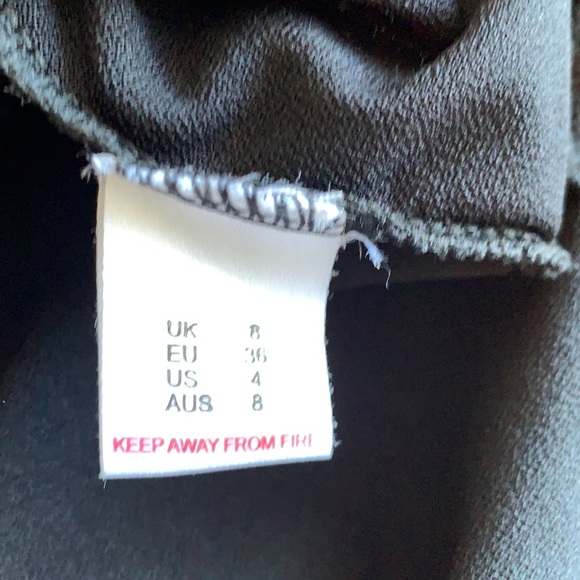 UK 8
EU 36
US 4
AUS 8
KEEP AWAY FROM FIRE